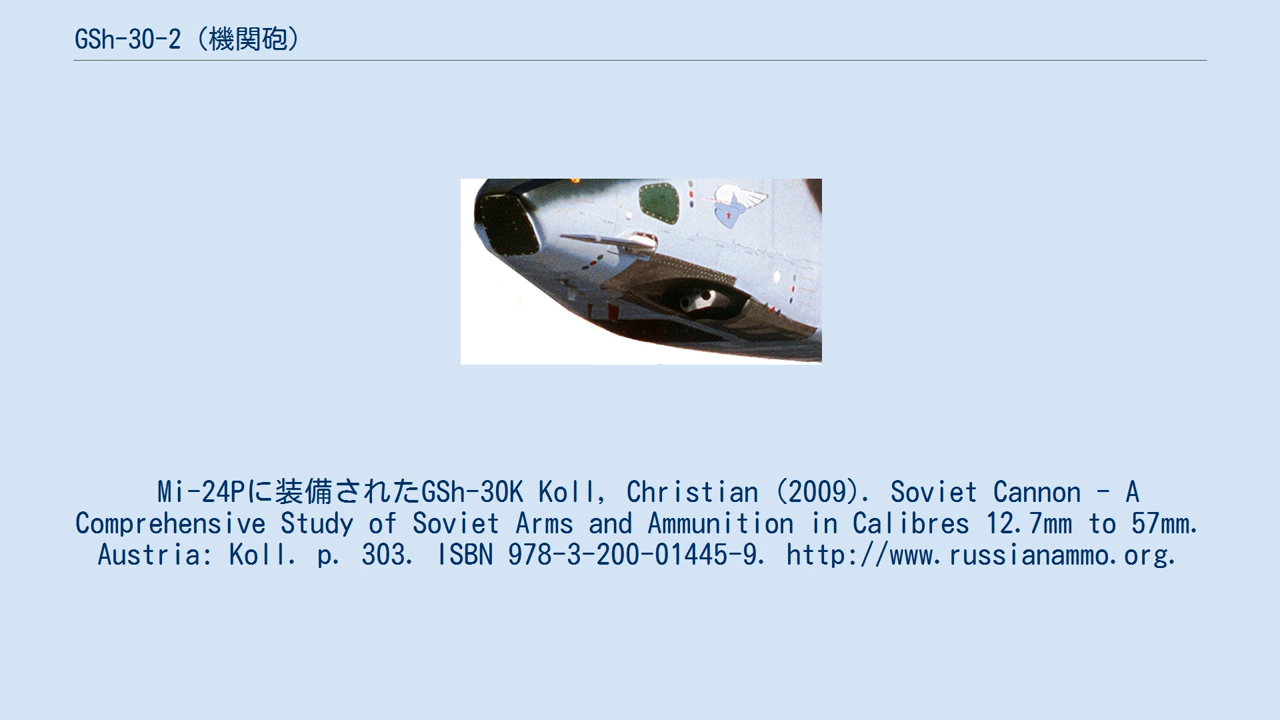 GSh-30-2 (機関砲)
Mi-24Pに装備されたGSh-30K Koll, Christian (2009). Soviet Cannon - A
Comprehensive Study of Soviet Arms and Ammunition in Calibres 12.7mm to 57mm.
Austria: Koll. p. 303. ISBN 978-3-200-01445-9. http://www.russianammo.org.